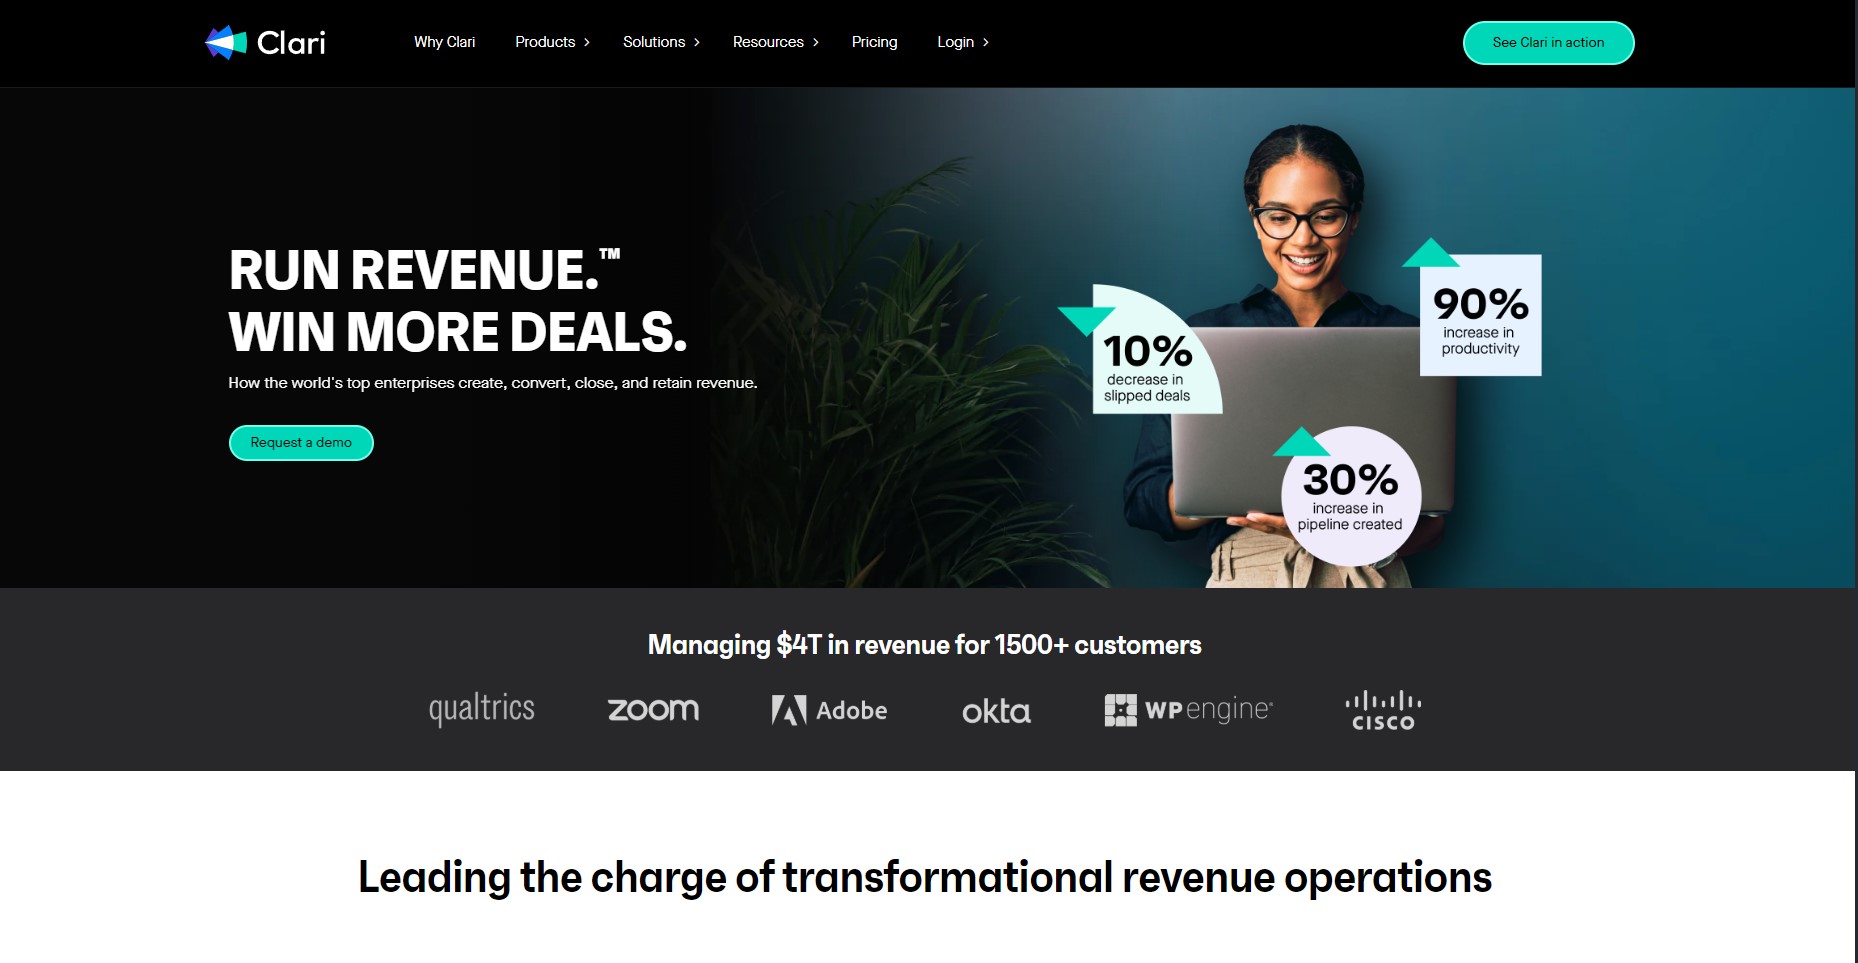 Clari
Why Clari
Products
Solutions
Resources
Pricing
Login
See Clari in action
RUN REVENUE.™
WIN MORE DEALS.
How the world's top enterprises create, convert, close, and retain revenue.
Request a demo
10%
decrease in
slipped deals
90%
increase in
productivity
30%
increase in
pipeline created
Managing $4T in revenue for 1500+ customers
qualtrics
zoom
Adobe
okta
WP engine®
CISCO
Leading the charge of transformational revenue operations